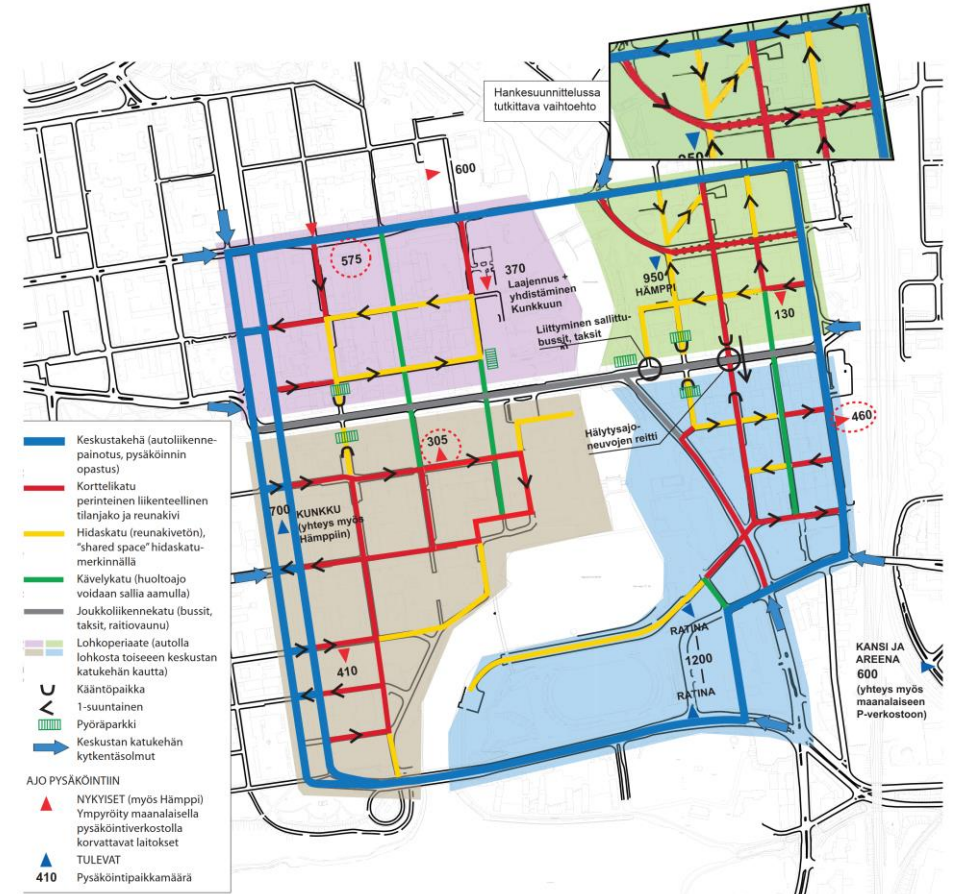 Hankesuunnittelussa
tutkittava vaihtoehto
950
600
575
370
Laajennus +
yhdistäminen
Kunkkuun
950
HÄMPPI
130
Liittyminen sallittu-
bussit, taksit
Hälytysajo-
neuvojen reitti
460
305
700
KUNKKU
(yhteys myös
Hämppiin)
410
RATINA
1200
RATINA
KANSI JA
AREENA
600
(yhteys myös
maanalaiseen
P-verkostoon)
Keskustakehä (autoliikenne-
painotus, pysäköinnin
opastus)
Korttelikatu
perinteinen liikenteellinen
tilanjako ja reunakivi
Hidaskatu (reunakivetön),
"shared space" hidaskatu-
merkinnällä
Kävelykatu (huoltoajo
voidaan sallia aamulla)
Joukkoliikennekatu (bussit,
taksit, raitiovaunu)
Lohkoperiaate (autolla
lohkosta toiseeen keskustan
katukehän kautta)
Kääntöpaikka
1-suuntainen
Pyöräparkki
Keskustan katukehän
kytkentäsolmut
AJO PYSÄKÖINTIIN
NYKYISET (myös Hämppi)
Ympyröity maanalaisella
pysäköintiverkostolla
korvattavat laitokset
TULEVAT
410 Pysäköintipaikkamäärä